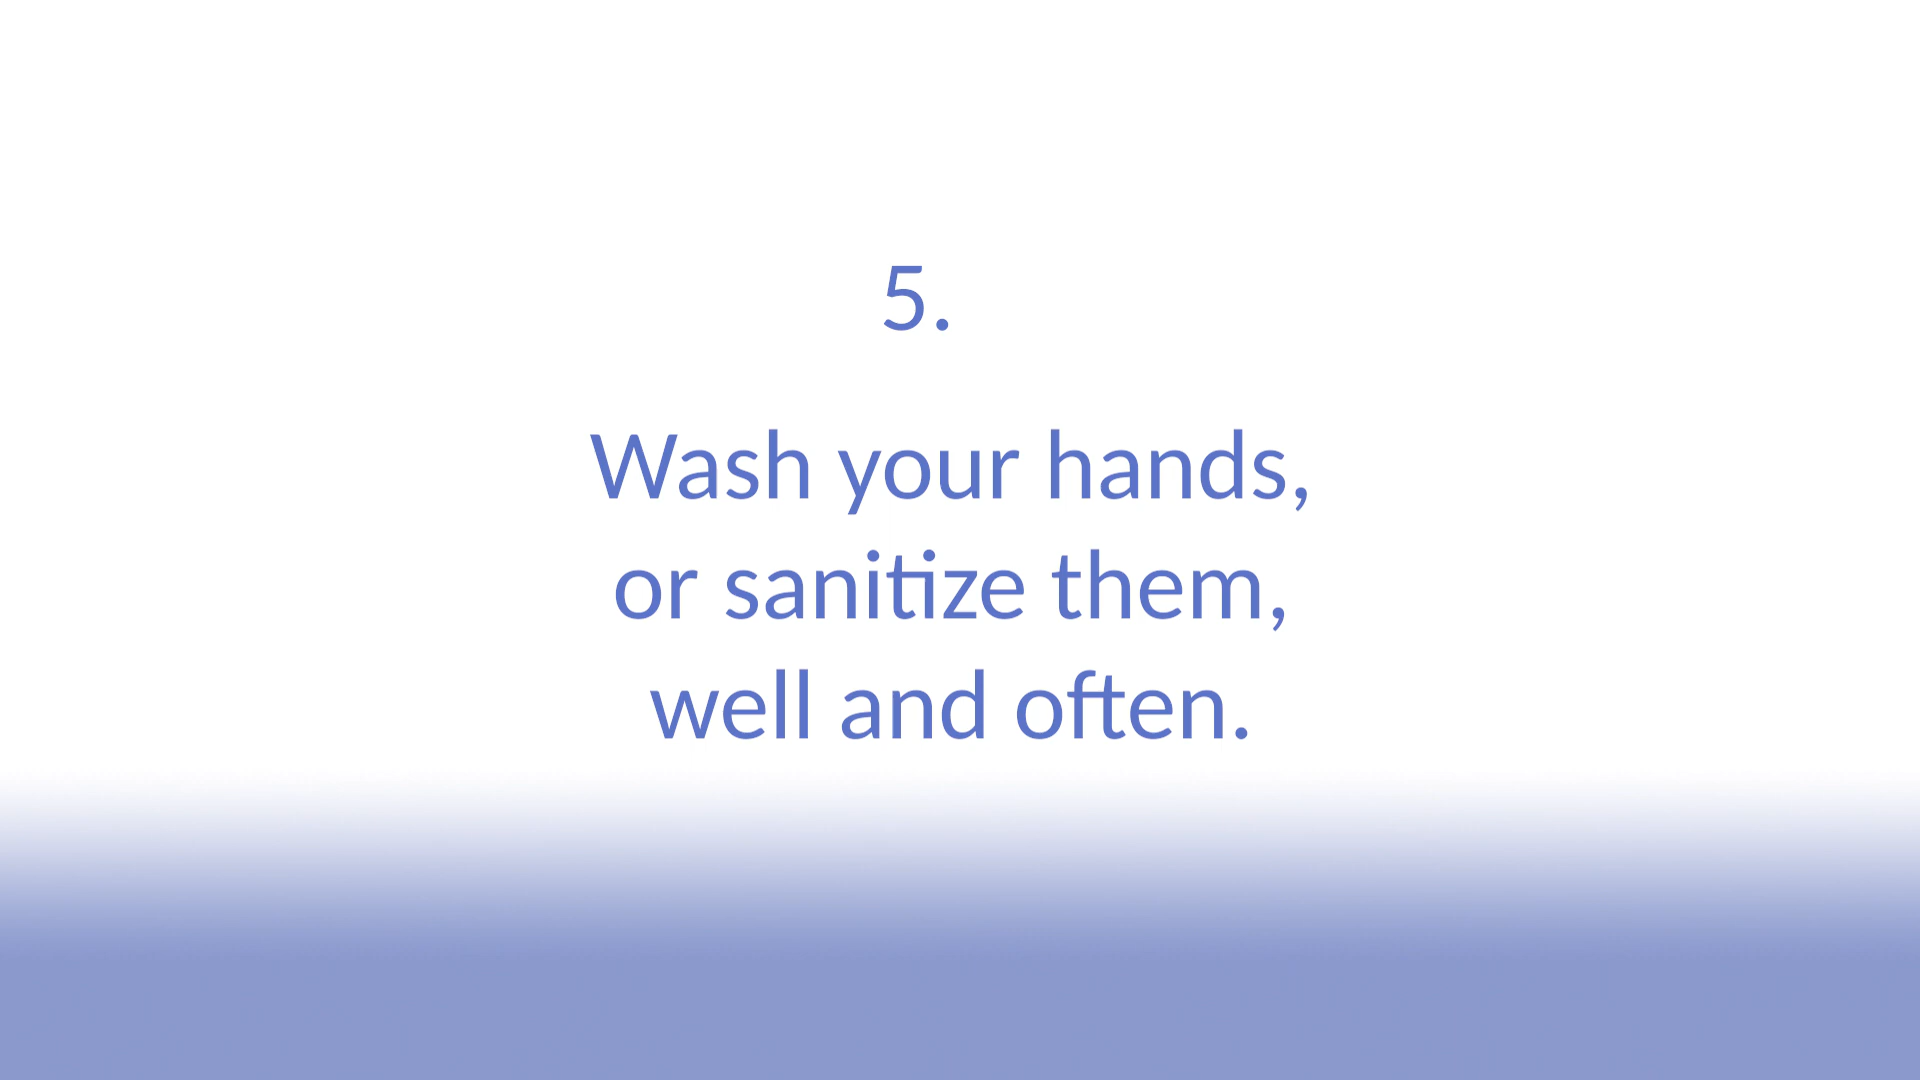 5.
Wash your hands,
or sanitize them,
well and often.